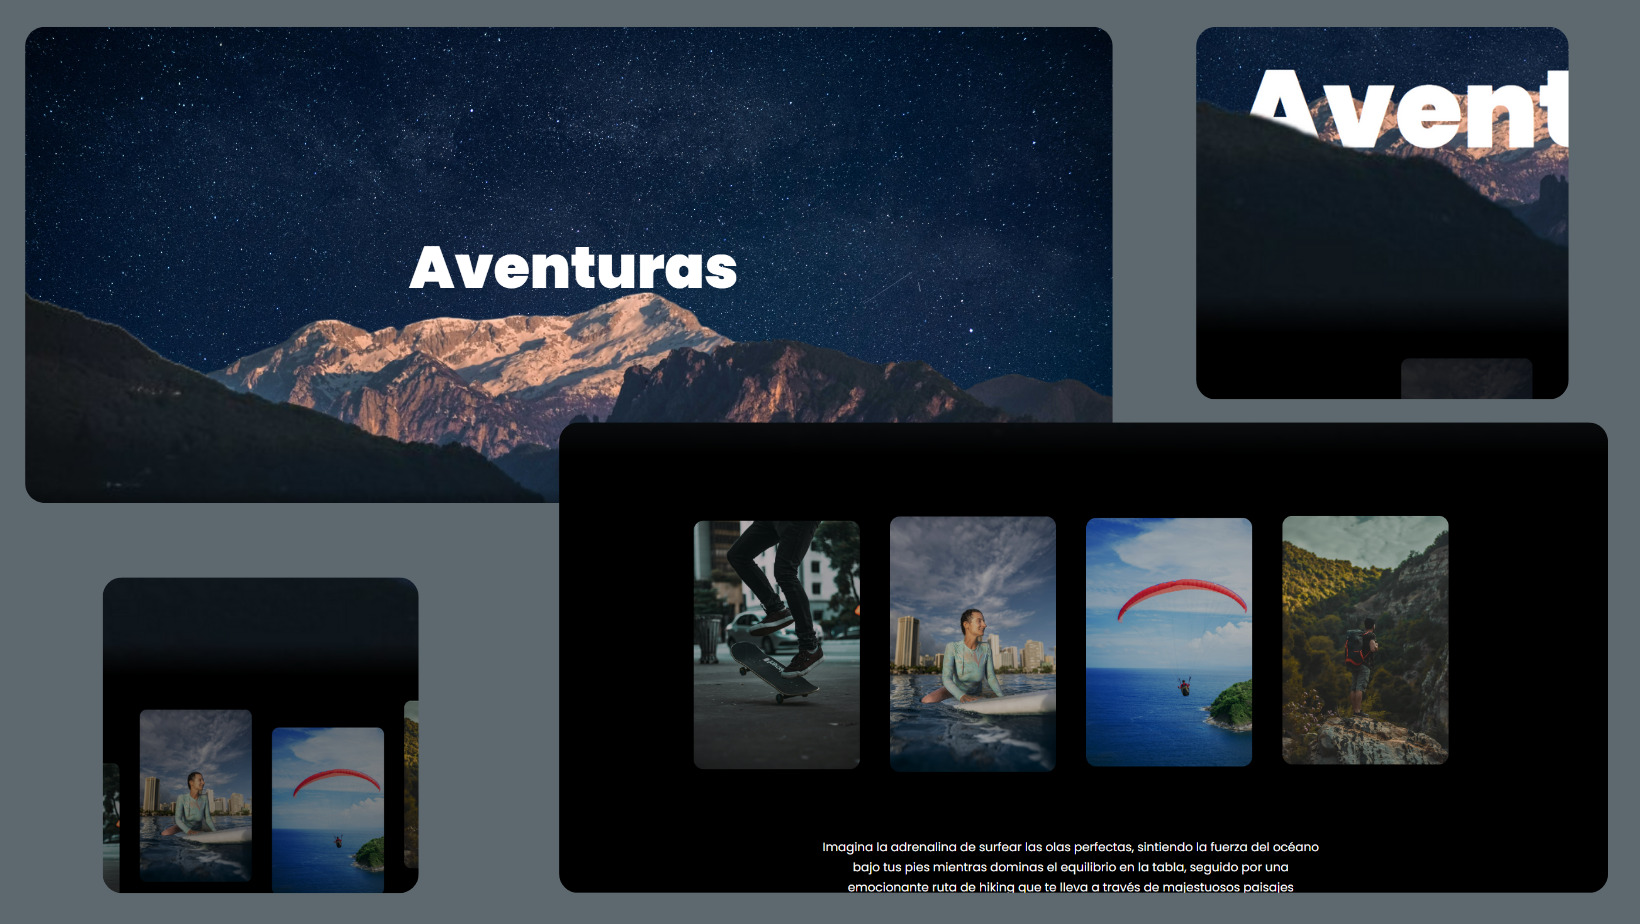 Aventuras
Avent
Imagina la adrenalina de surfear las olas perfectas, sintiendo la fuerza del océano
bajo tus pies mientras dominas el equilibrio en la tabla, seguido por una
emocionante ruta de hiking que te lleva a través de majestuosos paisajes